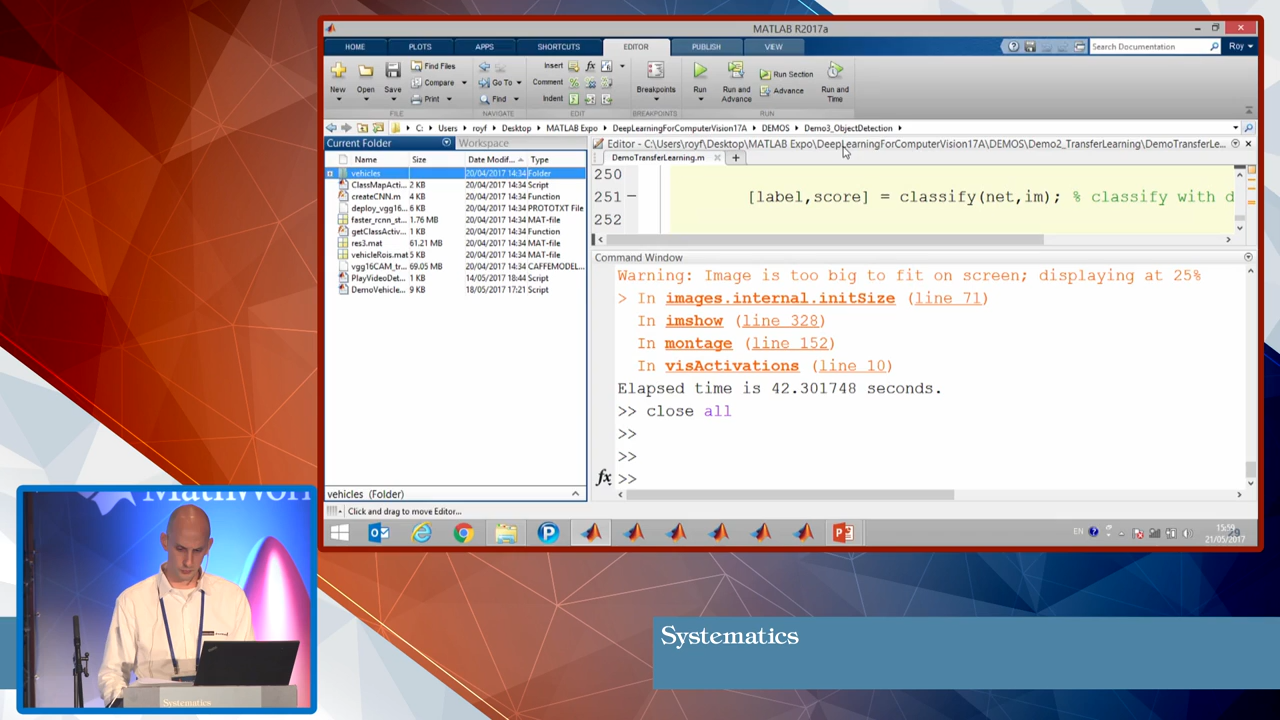 MATLAB R2017a
HOME PLOTS APPS SHORTCUTS EDITOR PUBLISH VIEW
Search Documentation
Roy
New
Open
Save
Find Files
Compare
Print
FILE
Go To
Find
NAVIGATE
Insert
Comment
Indent
EDIT
Breakpoints
BREAKPOINTS
Run
Run and Advance
Run Section
Advance
Run and Time
RUN
C: Users royf Desktop MATLAB Expo DeepLearningForComputerVision17A DEMOS Demo3_ObjectDetection
Current Folder
Workspace
Name Size Date Modif... Type
vehicles 20/04/2017 14:34 Folder
ClassMapActi... 2 KB 20/04/2017 14:34 Script
createCNN.m 4 KB 20/04/2017 14:34 Function
deploy_vgg16... 6 KB 20/04/2017 14:34 PROTOTXT File
faster_rcnn_st... 1.76 MB 20/04/2017 14:34 MAT-file
getClassActiv... 2 KB 20/04/2017 14:34 Function
res3.mat 61.21 MB 20/04/2017 14:34 MAT-file
vehicleRois.mat 5 KB 20/04/2017 14:34 MAT-file
vgg16CAM_tr... 69.05 MB 20/04/2017 14:34 CAFFEMODEL...
PlayVideoDet... 1 KB 14/05/2017 18:44 Script
DemoVehicle... 9 KB 18/05/2017 17:21 Script
vehicles (Folder)
Editor - C:\Users\royf\Desktop\MATLAB Expo\DeepLearningForComputerVision17A\DEMOS\Demo2_TransferLearning\DemoTransferLe...
DemoTransferLearning.m
250
251 [label,score] = classify(net,im); % classify with d
252
Command Window
Warning: Image is too big to fit on screen; displaying at 25%
> In images.internal.initSize (line 71)
In imshow (line 328)
In montage (line 152)
In visActivations (line 10)
Elapsed time is 42.301748 seconds.
>> close all
>>
>>
fx >>
Click and drag to move Editor...
EN
15:59
21/05/2017
MathWor
Systematics
Systematics